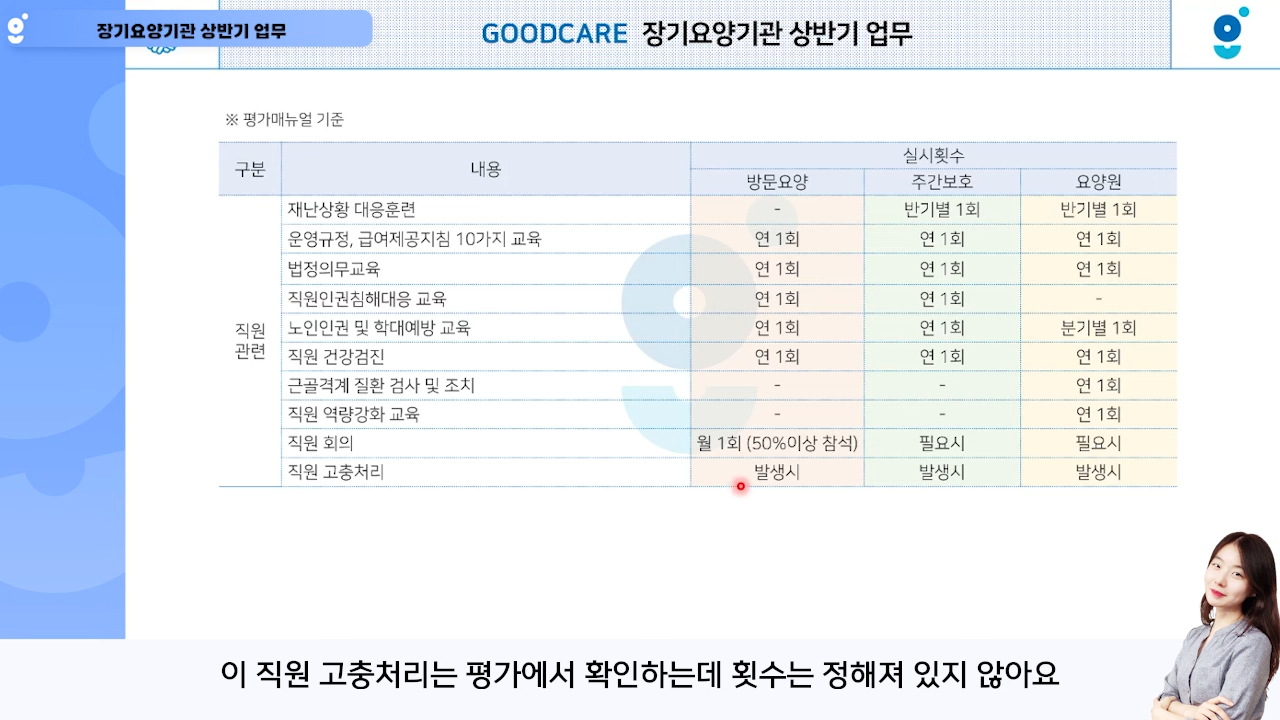 장기요양기관 상반기 업무
GOODCARE 장기요양기관 상반기 업무
※ 평가매뉴얼 기준
구분 내용 실시횟수
방문요양 주간보호 요양원
직원 관련
재난상황 대응훈련 - 반기별 1회 반기별 1회
운영규정, 급여제공지침 10가지 교육 연 1회 연 1회 연 1회
법정의무교육 연 1회 연 1회 연 1회
직원인권침해대응 교육 연 1회 연 1회 -
노인인권 및 학대예방 교육 연 1회 연 1회 분기별 1회
직원 건강검진 연 1회 연 1회 연 1회
근골격계 질환 검사 및 조치 - - 연 1회
직원 역량강화 교육 - - 연 1회
직원 회의 월 1회 (50%이상 참석) 필요시 필요시
직원 고충처리 발생시 발생시 발생시
이 직원 고충처리는 평가에서 확인하는데 횟수는 정해져 있지 않아요